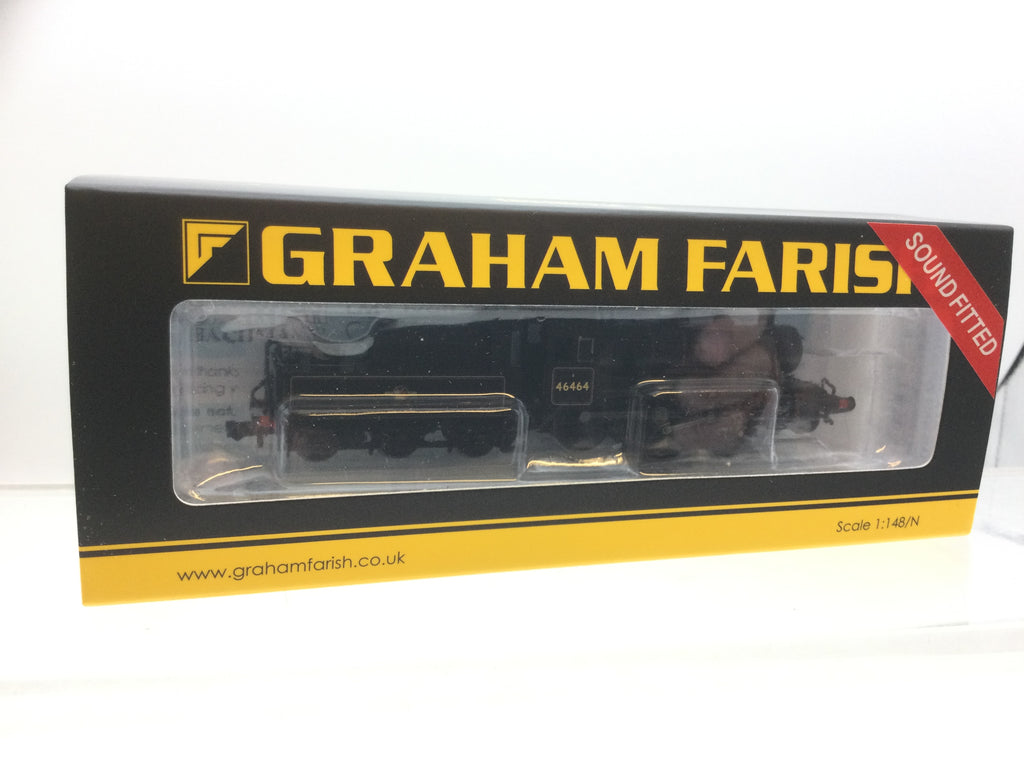 GRAHAM FARISH
SOUND FITTED
46464
Scale 1:148/N
www.grahamfarish.co.uk